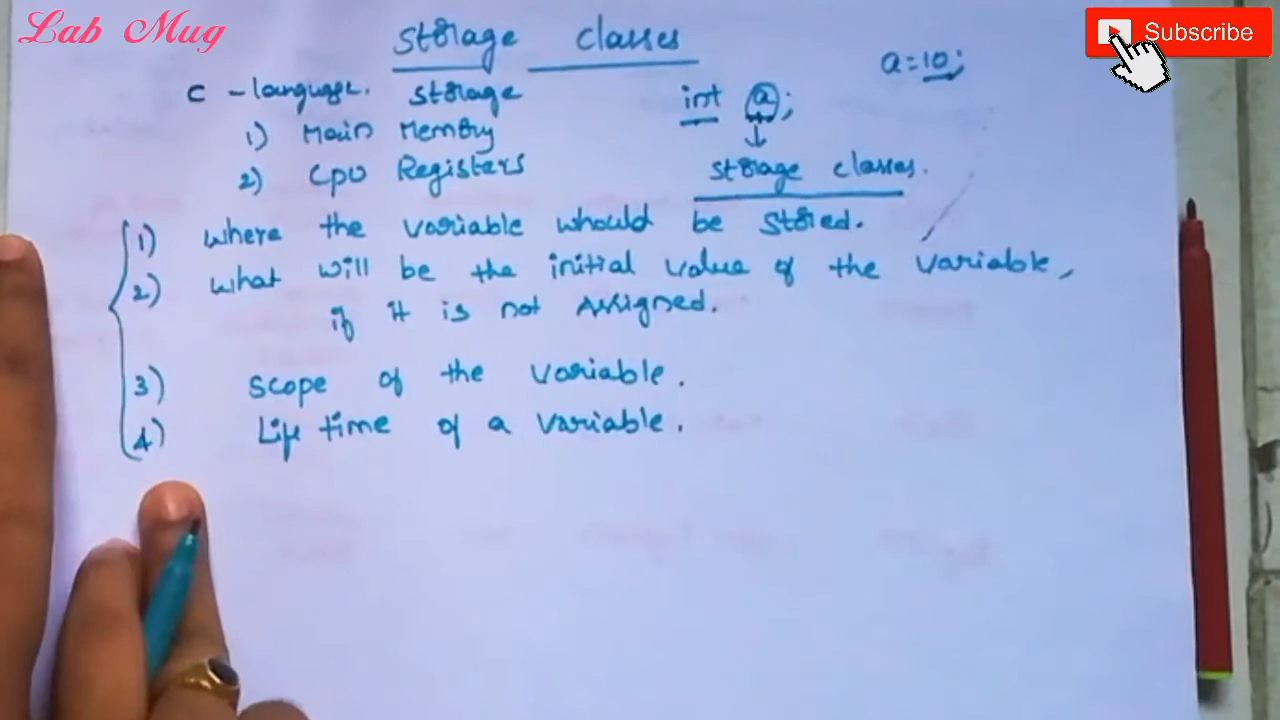 Lab Mug
Subscribe
Storage classes
a=10;
C - language. Storage
int a;
1) Main Memory
2) CPU Registers
storage classes.
1) where the variable whould be stored.
2) what will be the initial value of the variable,
if it is not Assigned.
3) scope of the variable.
4) Life time of a variable.